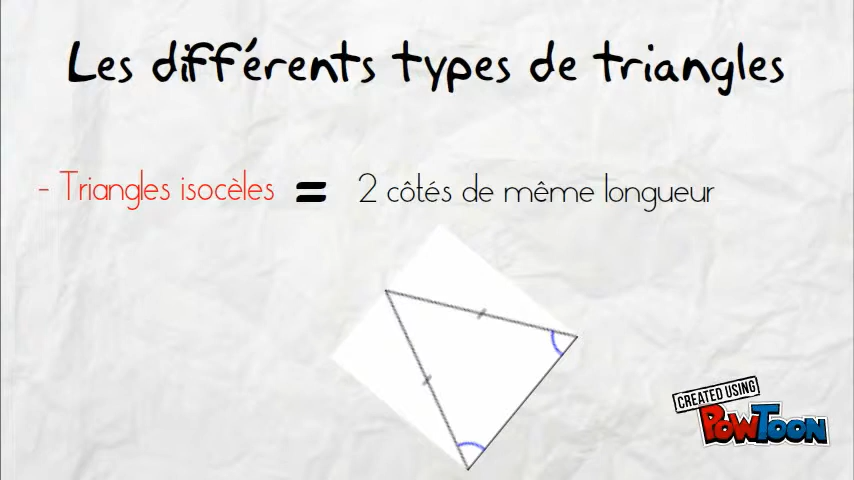 Les différents types de triangles
- Triangles isocèles = 2 côtés de même longueur
CREATED USING
POWTOON